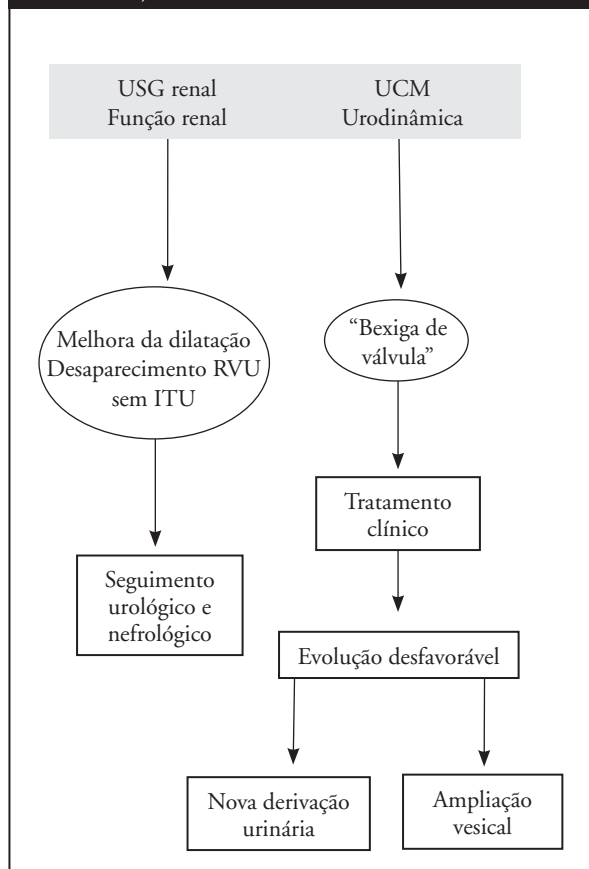 USG renal
Função renal
UCM
Urodinâmica
Melhora da dilatação
Desaparecimento RVU
sem ITU
“Bexiga de
válvula”
Tratamento
clínico
Seguimento
urológico e
nefrológico
Evolução desfavorável
Nova derivação
urinária
Ampliação
vesical